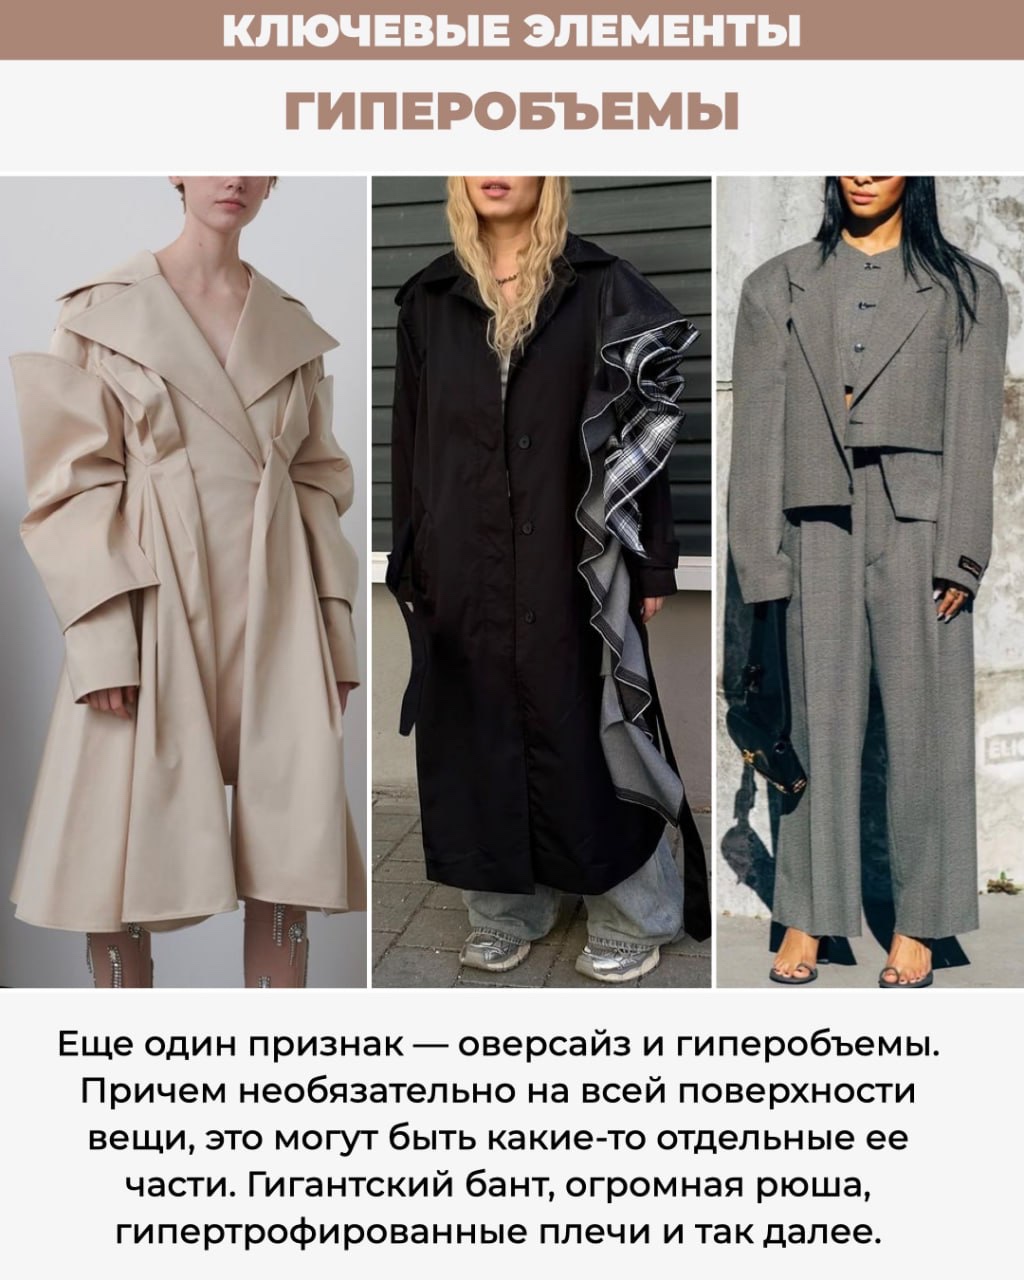 КЛЮЧЕВЫЕ ЭЛЕМЕНТЫ
ГИПЕРОБЪЕМЫ
ELIC
Еще один признак — оверсайз и гиперобъемы.
Причем необязательно на всей поверхности
вещи, это могут быть какие-то отдельные ее
части. Гигантский бант, огромная рюша,
гипертрофированные плечи и так далее.